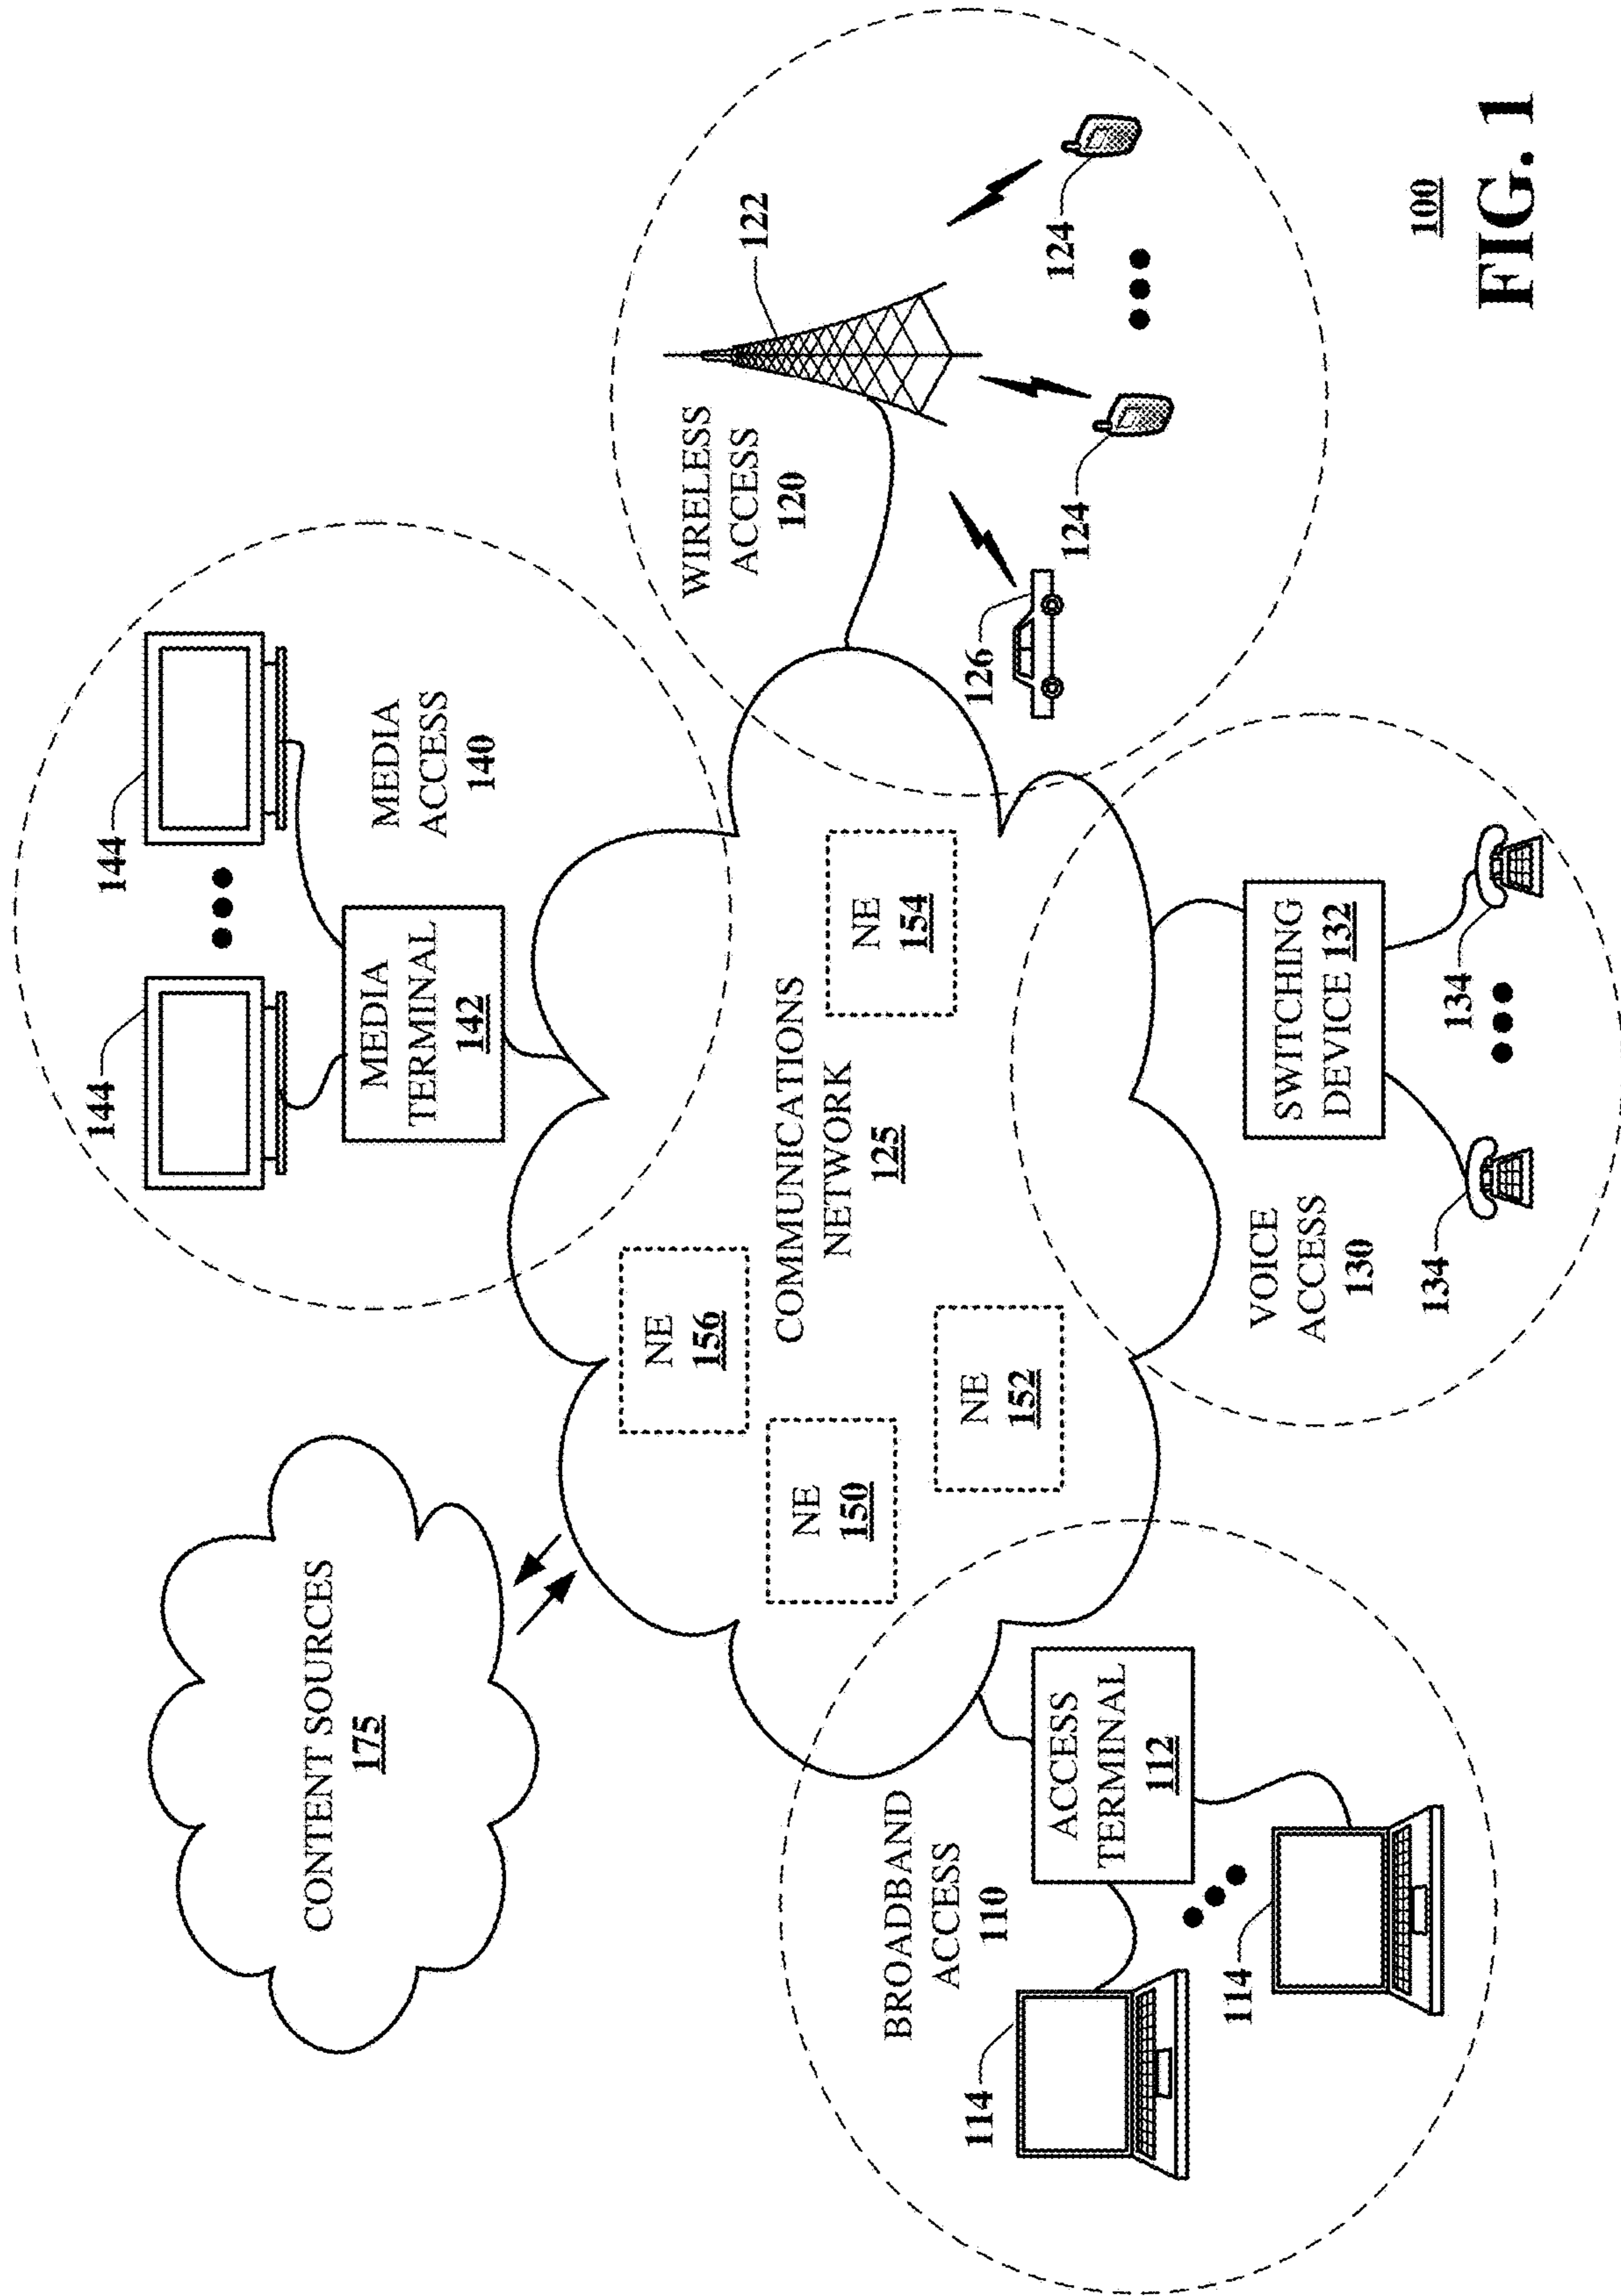 CONTENT SOURCES
175
144
144
MEDIA
TERMINAL
142
MEDIA
ACCESS
140
WIRELESS
ACCESS
120
122
124
124
126
NE
156
NE
150
NE
152
NE
154
COMMUNICATIONS
NETWORK
125
BROADBAND
ACCESS
110
ACCESS
TERMINAL
112
114
114
VOICE
ACCESS
130
SWITCHING
DEVICE 132
134
134
100
FIG. 1